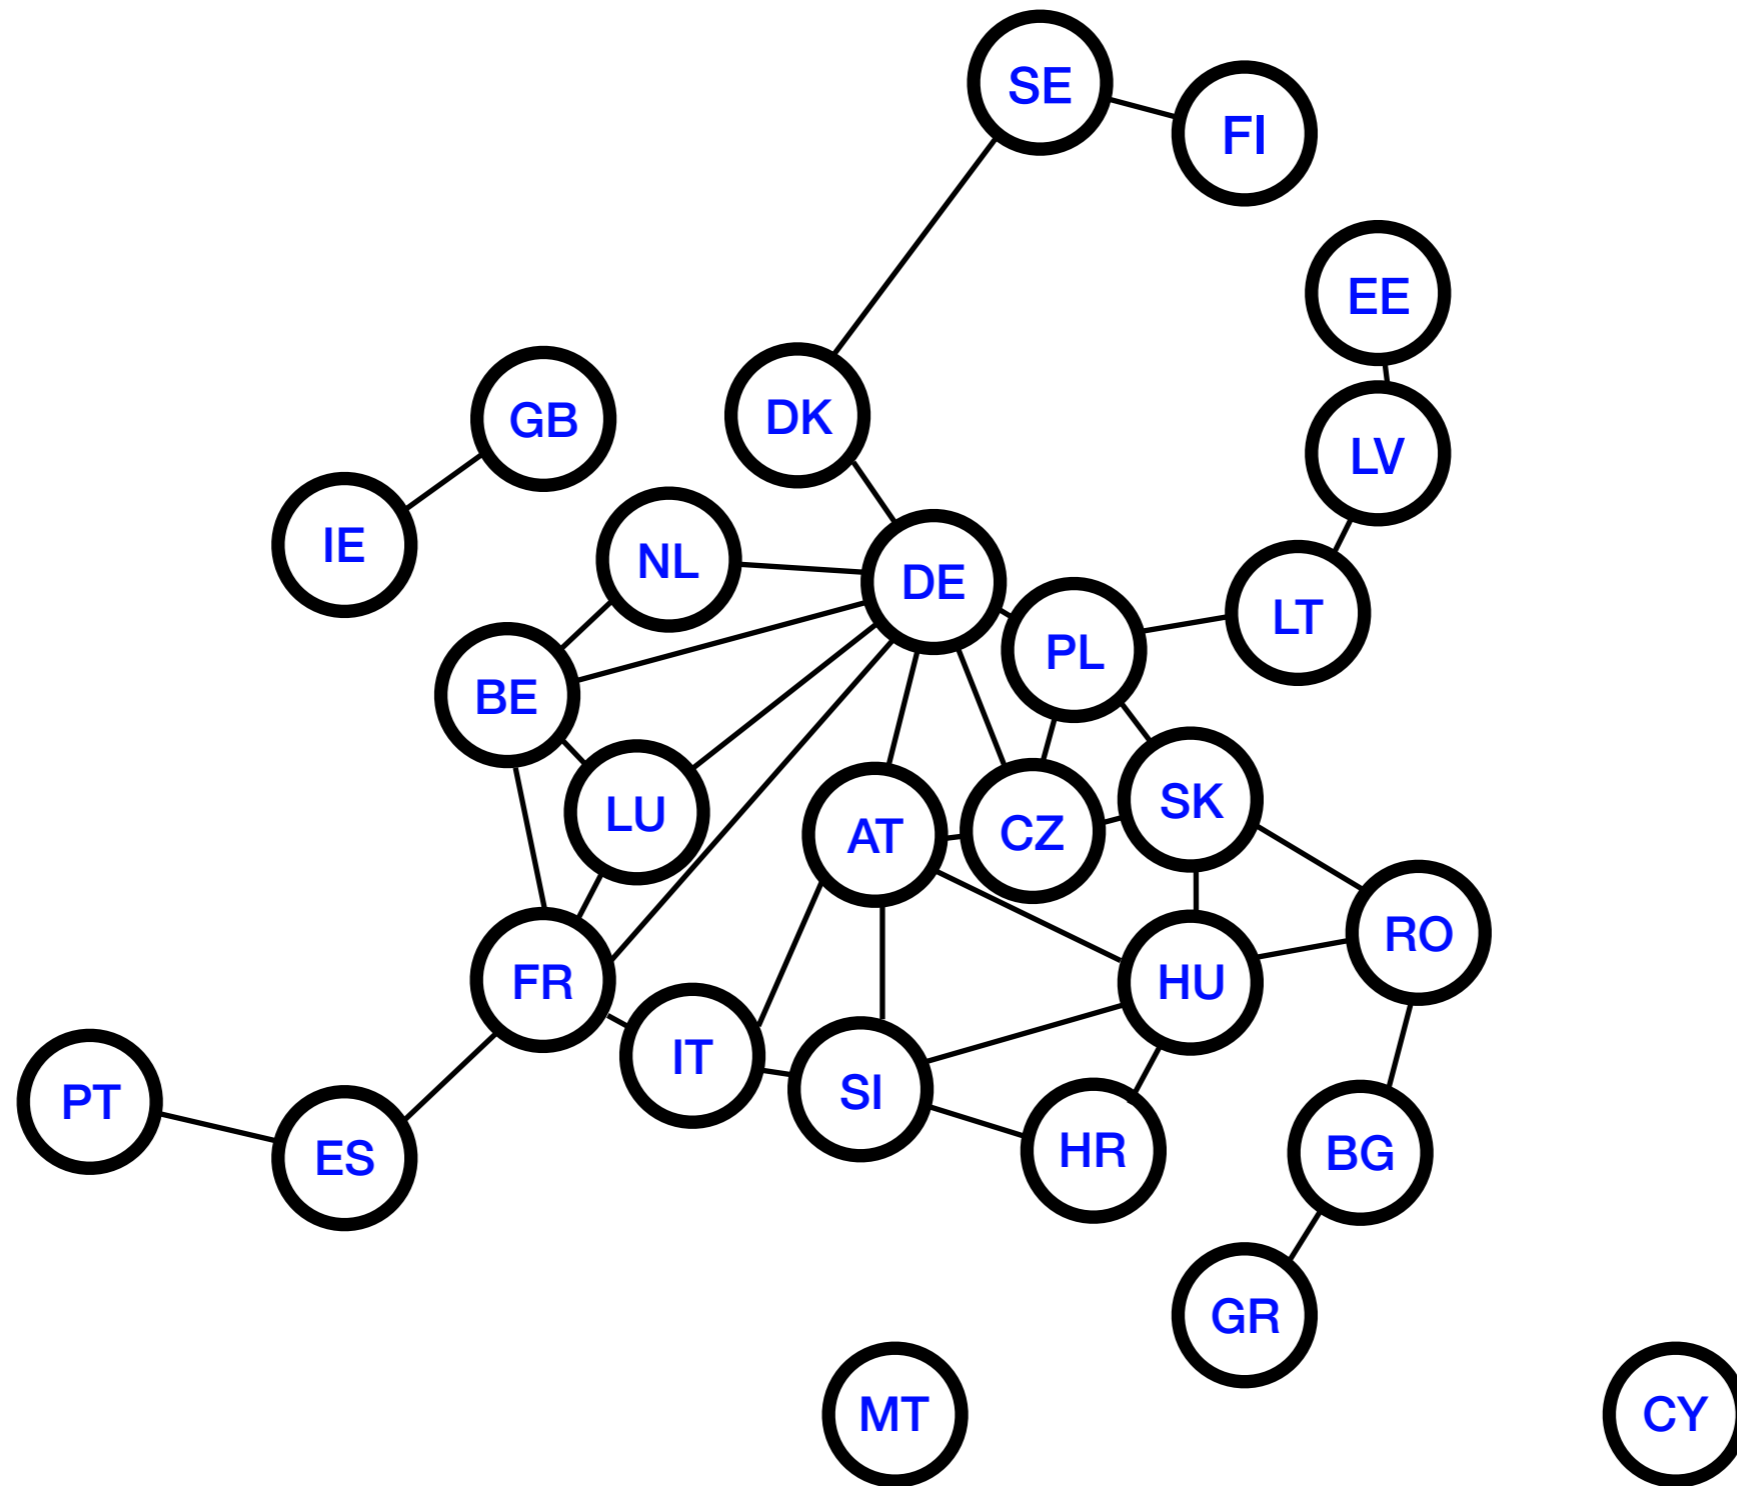 SE
FI
EE
GB
DK
LV
IE
NL
DE
LT
PL
BE
LU
AT
CZ
SK
RO
FR
HU
IT
SI
PT
ES
HR
BG
GR
MT
CY